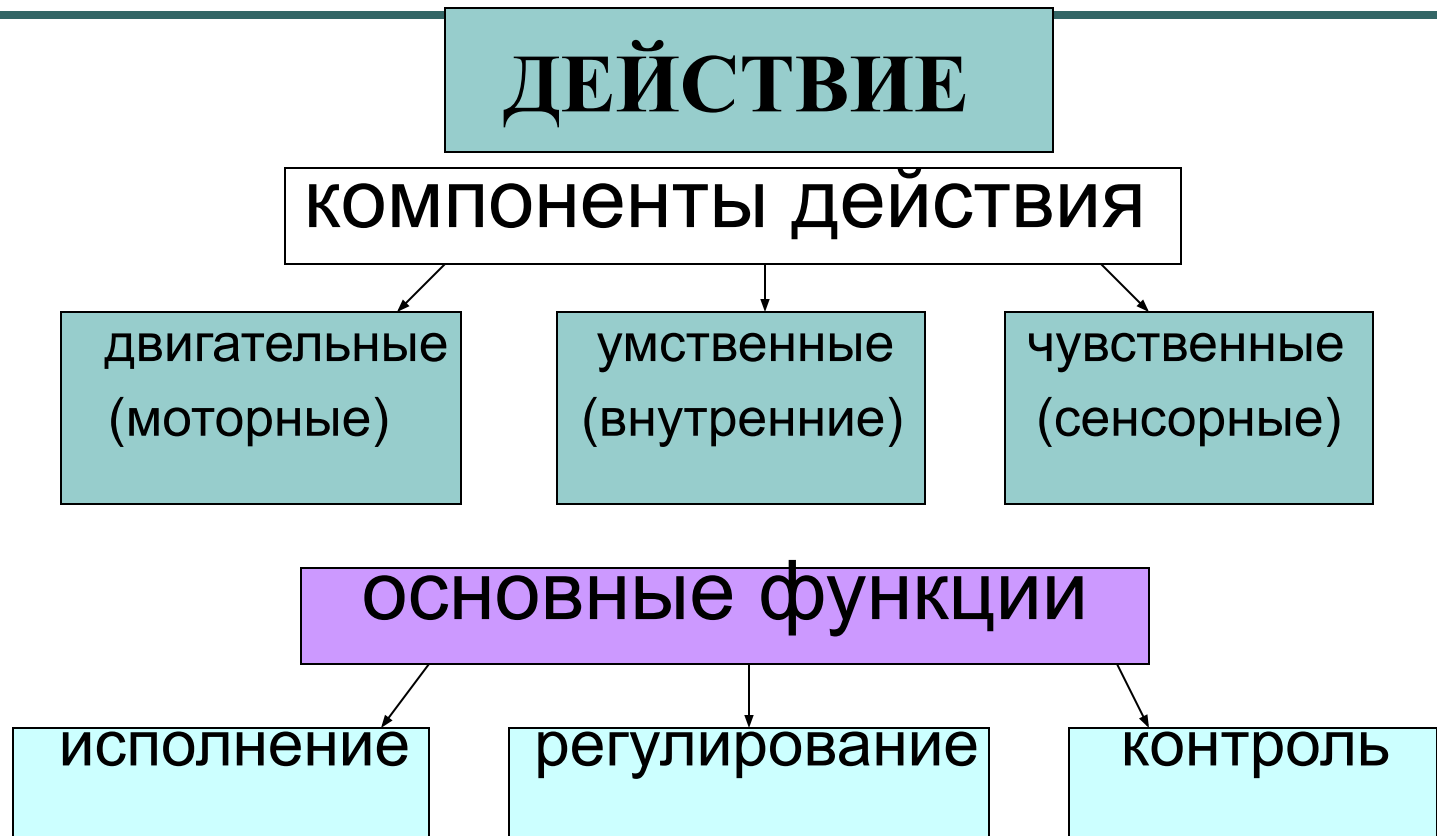 ДЕЙСТВИЕ
компоненты действия
двигательные
(моторные)
умственные
(внутренние)
чувственные
(сенсорные)
основные функции
исполнение
регулирование
контроль